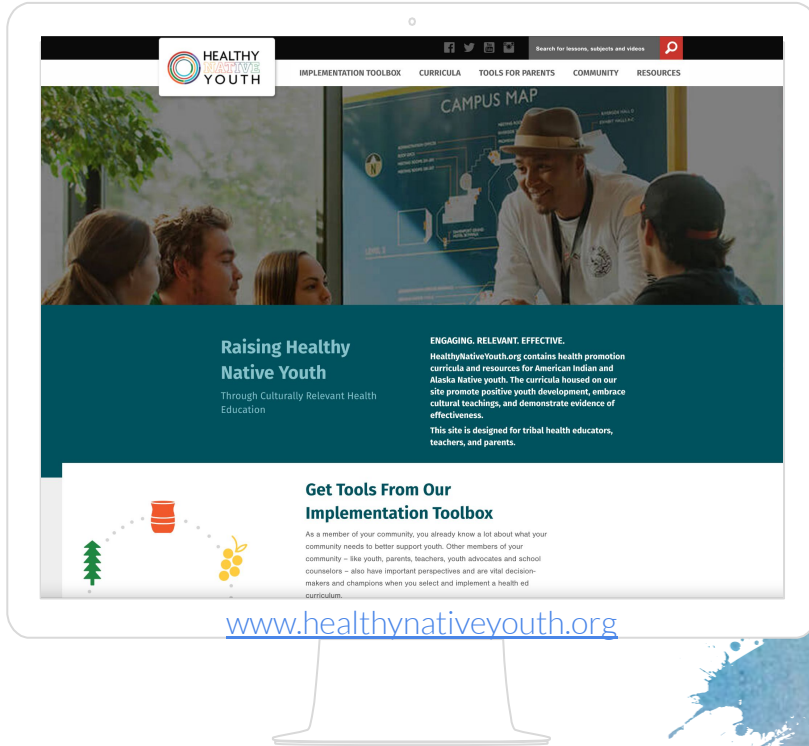 HEALTHY
NATIVE
YOUTH
Search for lessons, subjects and videos
IMPLEMENTATION TOOLBOX CURRICULA TOOLS FOR PARENTS COMMUNITY RESOURCES
CAMPUS MAP
LEVEL 3
Raising Healthy
Native Youth
Through Culturally Relevant Health
Education
ENGAGING. RELEVANT. EFFECTIVE.
HealthyNativeYouth.org contains health promotion
curricula and resources for American Indian and
Alaska Native youth. The curricula housed on our
site promote positive youth development, embrace
cultural teachings, and demonstrate evidence of
effectiveness.
This site is designed for tribal health educators,
teachers, and parents.
Get Tools From Our
Implementation Toolbox
As a member of your community, you already know a lot about what your
community needs to better support youth. Other members of your
community – like youth, parents, teachers, youth advocates and school
counselors – also have important perspectives and are vital decision-
makers and champions when you select and implement a health ed
curriculum.
www.healthynativeyouth.org